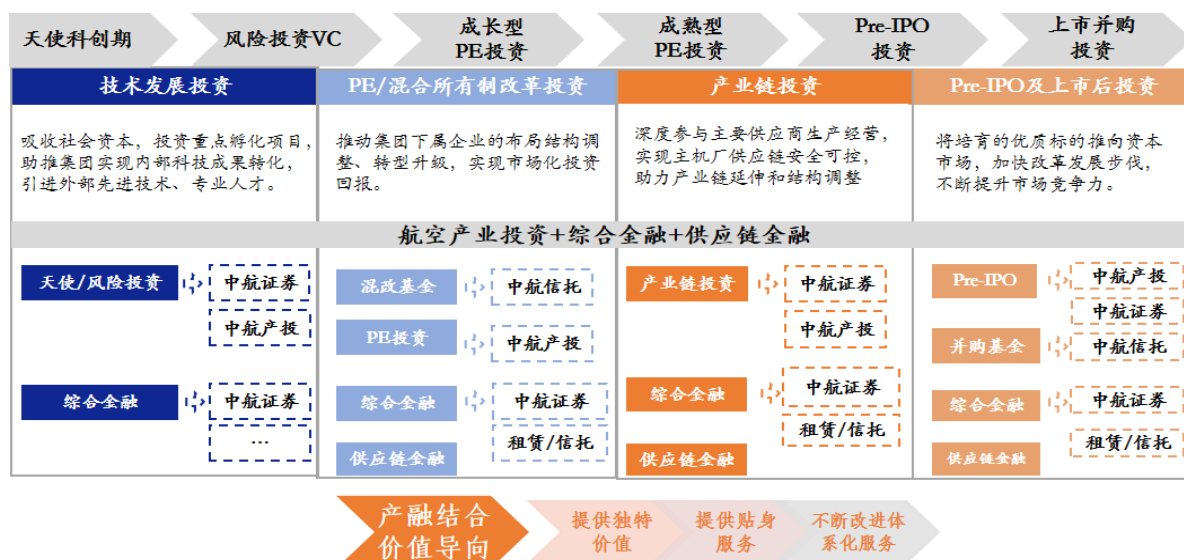 天使科创期
风险投资VC
成长型
PE投资
成熟型
PE投资
Pre-IPO
投资
上市并购
投资
技术发展投资
吸收社会资本，投资重点孵化项目，
助推集团实现内部科技成果转化，
引进外部先进技术、专业人才。
PE/混合所有制改革投资
推动集团下属企业的布局结构调
整、转型升级，实现市场化投资
回报。
产业链投资
深度参与主要供应商生产经营，
实现主机厂供应链安全可控，
助力产业链延伸和结构调整
Pre-IPO及上市后投资
将培育的优质标的推向资本
市场，加快改革发展步伐，
不断提升市场竞争力。
航空产业投资+综合金融+供应链金融
天使/风险投资
中航证券
中航产投
综合金融
中航证券
...
混改基金
中航信托
PE投资
中航产投
综合金融
中航证券
租赁/信托
供应链金融
产业链投资
中航证券
中航产投
综合金融
中航证券
租赁/信托
供应链金融
Pre-IPO
中航产投
中航证券
并购基金
中航信托
综合金融
中航证券
租赁/信托
供应链金融
产融结合
价值导向
提供独特
价值
提供贴身
服务
不断改进体
系化服务